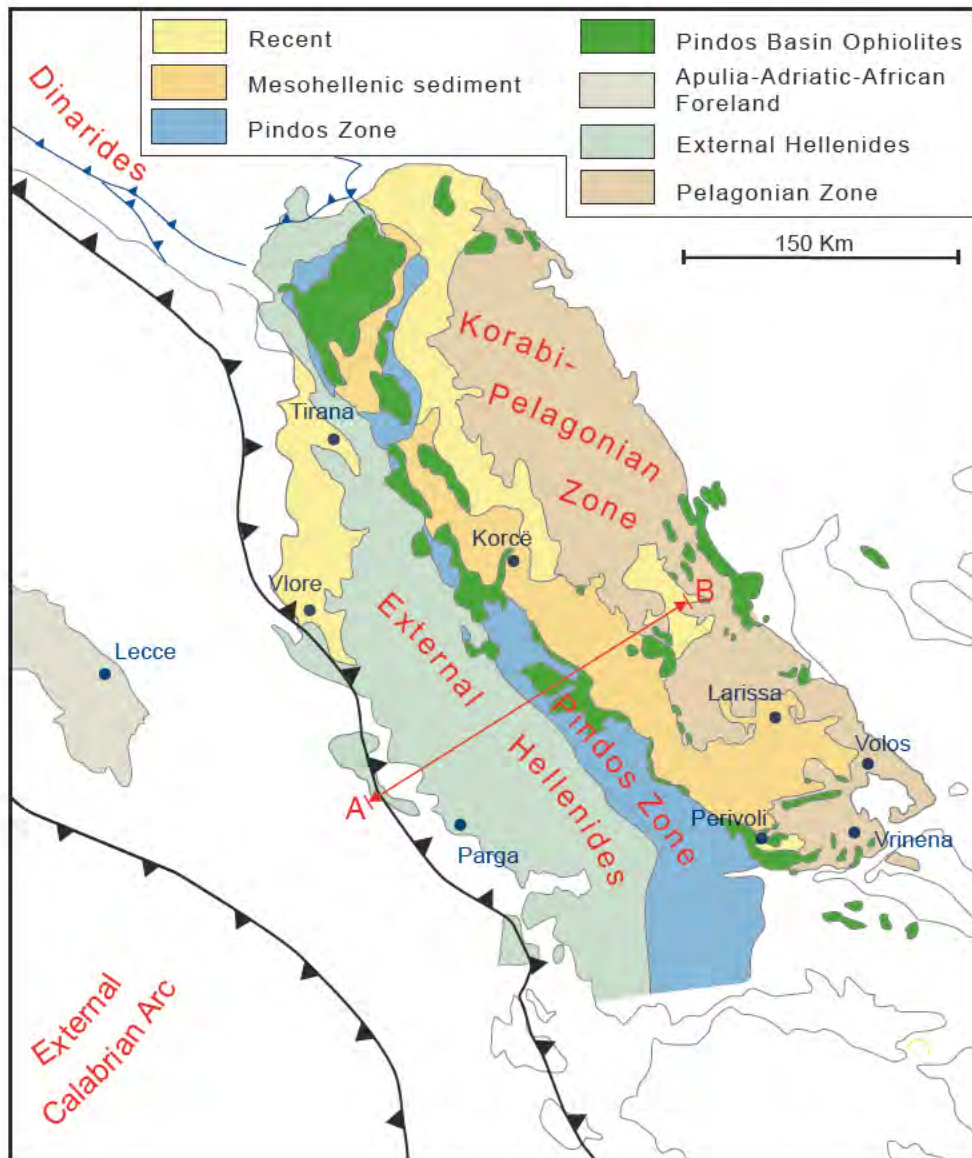 Recent
Mesohellenic sediment
Pindos Zone
Pindos Basin Ophiolites
Apulia-Adriatic-African
Foreland
External Hellenides
Pelagonian Zone
150 Km
Dinarides
Korabi-
Pelagonian
Zone
Tirana
Korcë
Vlore
B
Lecce
External
Hellenides
Pindos Zone
Larissa
Volos
A
Parga
Perivoli
Vrinena
External
Calabrian Arc